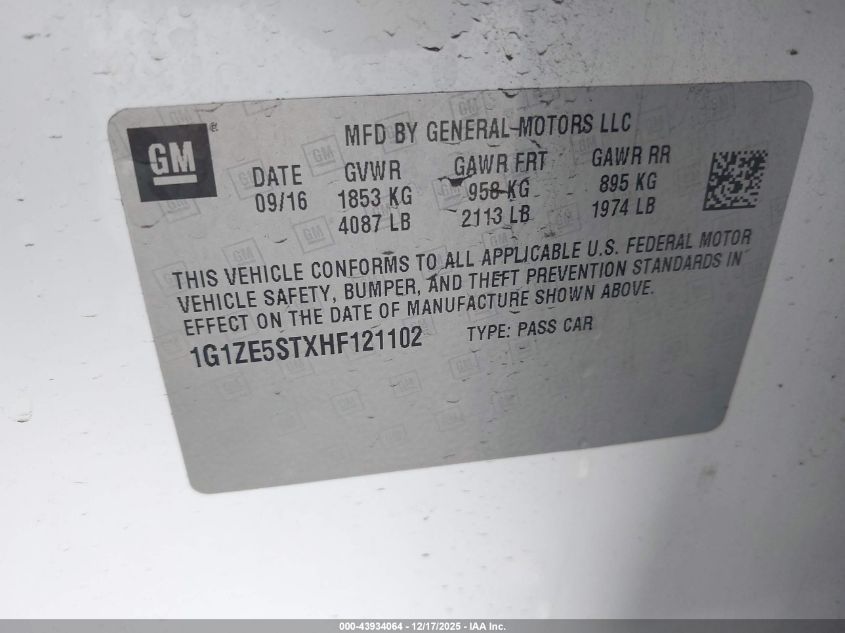 GM ®
MFD BY GENERAL MOTORS LLC
DATE GVWR GAWR FRT GAWR RR
09/16 1853 KG 958 KG 895 KG
4087 LB 2113 LB 1974 LB
THIS VEHICLE CONFORMS TO ALL APPLICABLE U.S. FEDERAL MOTOR
VEHICLE SAFETY, BUMPER, AND THEFT PREVENTION STANDARDS IN
EFFECT ON THE DATE OF MANUFACTURE SHOWN ABOVE.
1G1ZE5STXHF121102 TYPE: PASS CAR
000-43934064 - 12/17/2025 - IAA Inc.